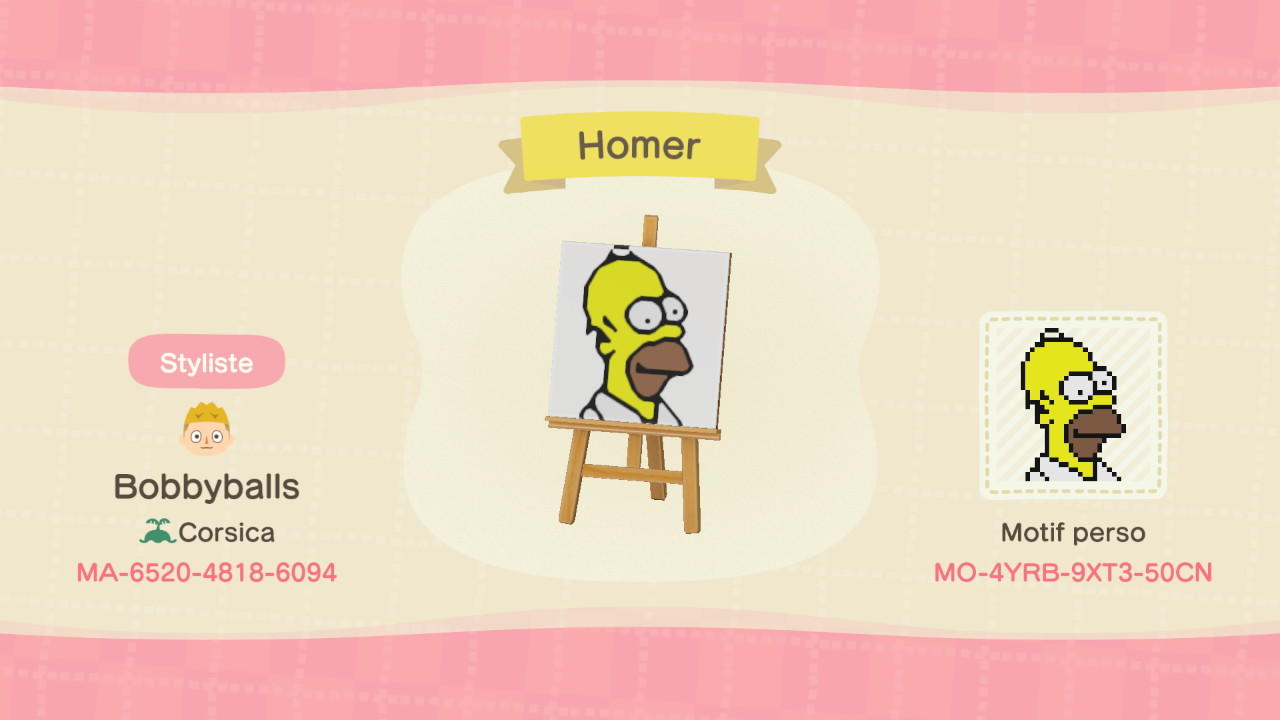 Homer
Styliste
Bobbyballs
Corsica
MA-6520-4818-6094
Motif perso
MO-4YRB-9XT3-50CN